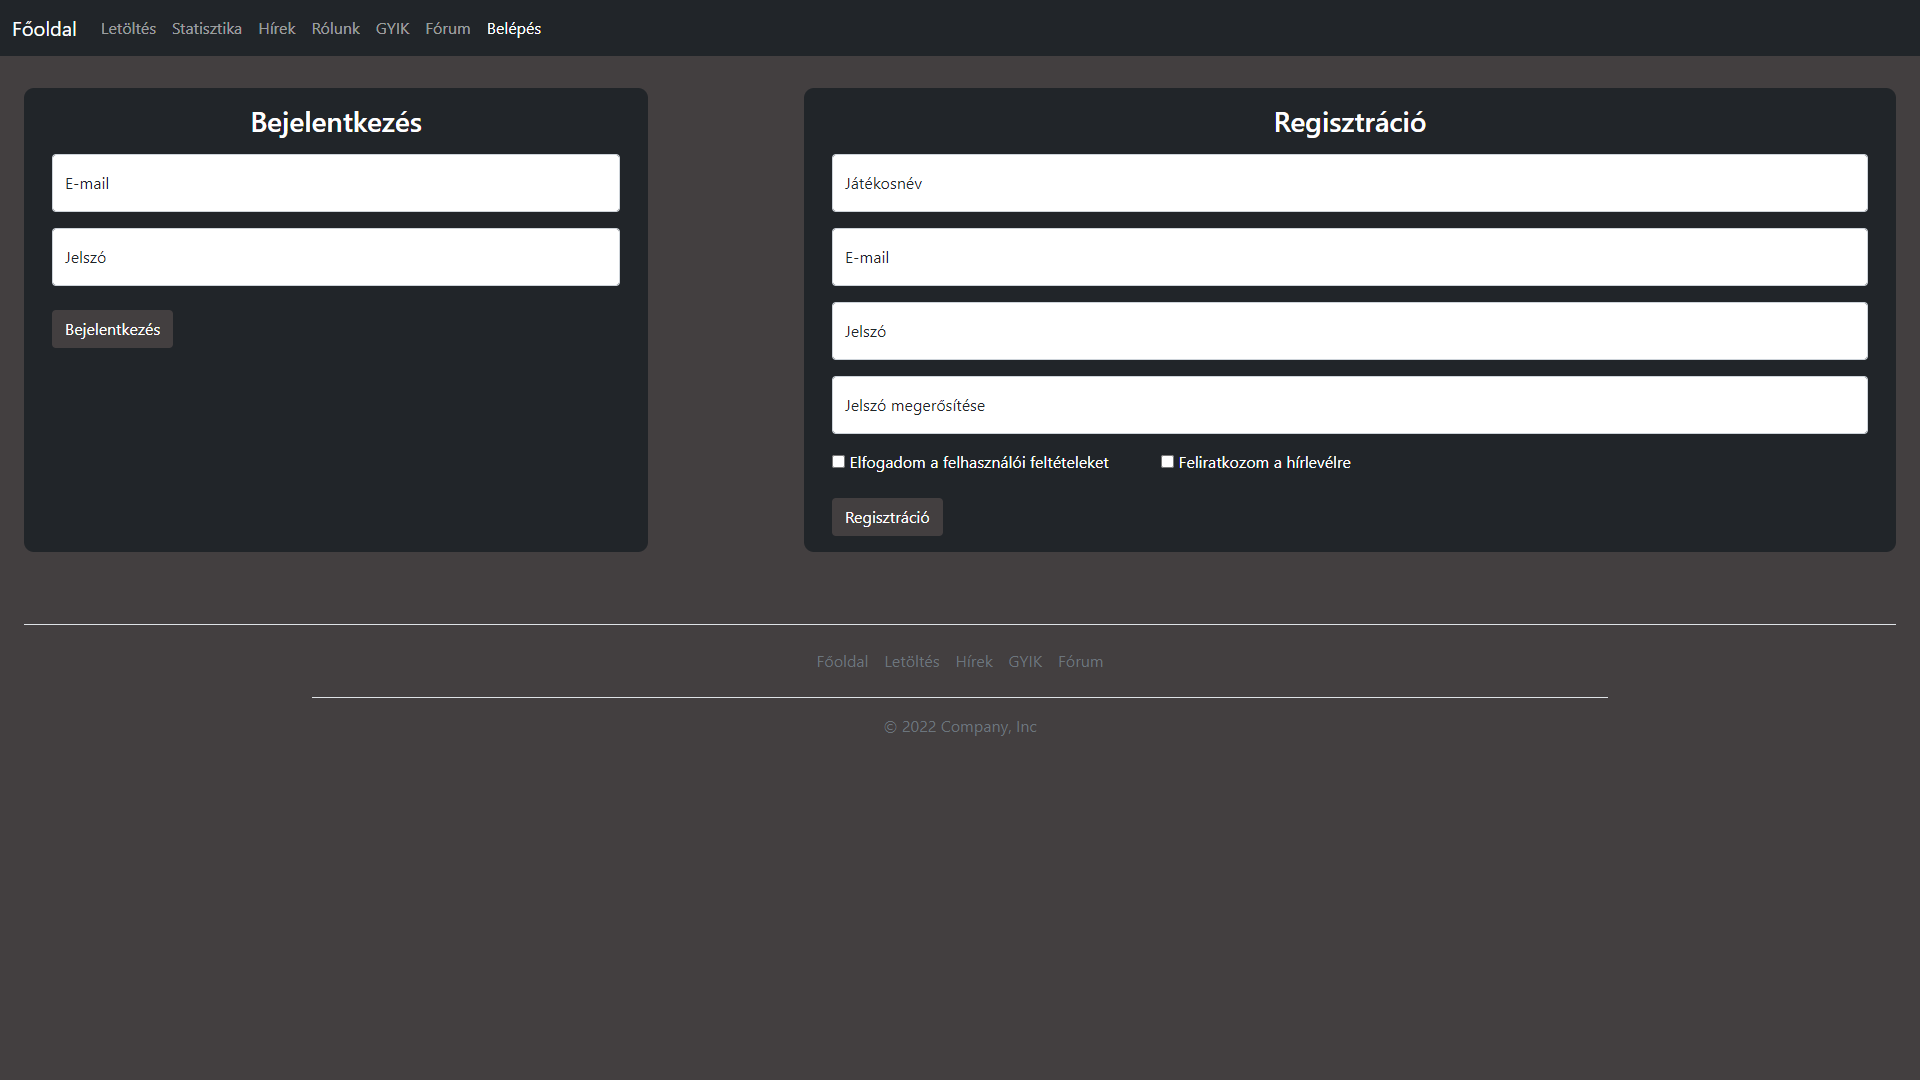 Főoldal Letöltés Statisztika Hírek Rólunk GYIK Fórum Belépés
Bejelentkezés
E-mail
Jelszó
Bejelentkezés
Regisztráció
Játékosnév
E-mail
Jelszó
Jelszó megerősítése
Elfogadom a felhasználói feltételeket Feliratkozom a hírlevélre
Regisztráció
Főoldal Letöltés Hírek GYIK Fórum
© 2022 Company, Inc